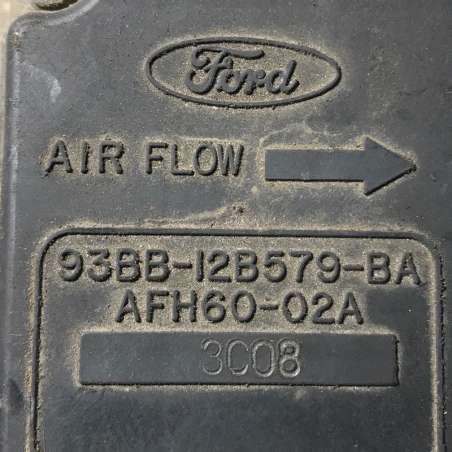 Ford
AIR FLOW
93BB-12B579-BA
AFH60-02A
3C08